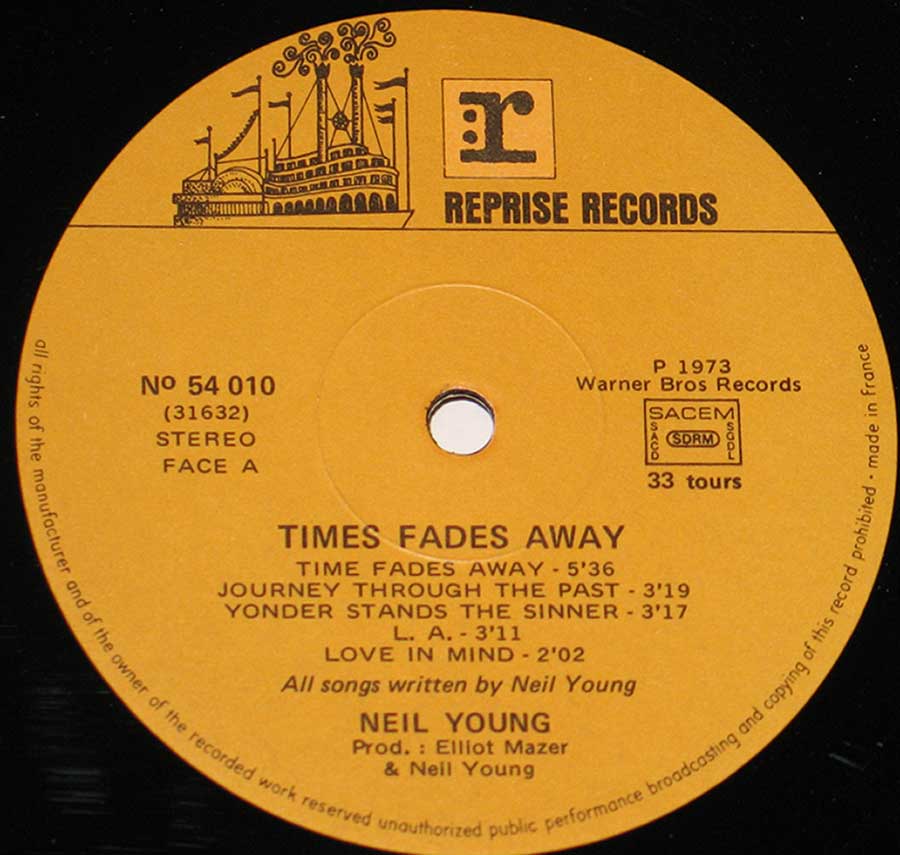 r
REPRISE RECORDS
Nº 54 010
(31632)
STEREO
FACE A
P 1973
Warner Bros Records
SACEM
SACD
SDRM
SGDL
33 tours
TIMES FADES AWAY
TIME FADES AWAY - 5'36
JOURNEY THROUGH THE PAST - 3'19
YONDER STANDS THE SINNER - 3'17
L. A. - 3'11
LOVE IN MIND - 2'02
All songs written by Neil Young
NEIL YOUNG
Prod. : Elliot Mazer
& Neil Young
all rights of the manufacturer and of the owner of the recorded work reserved unauthorized public performance broadcasting and copying of this record prohibited · made in France